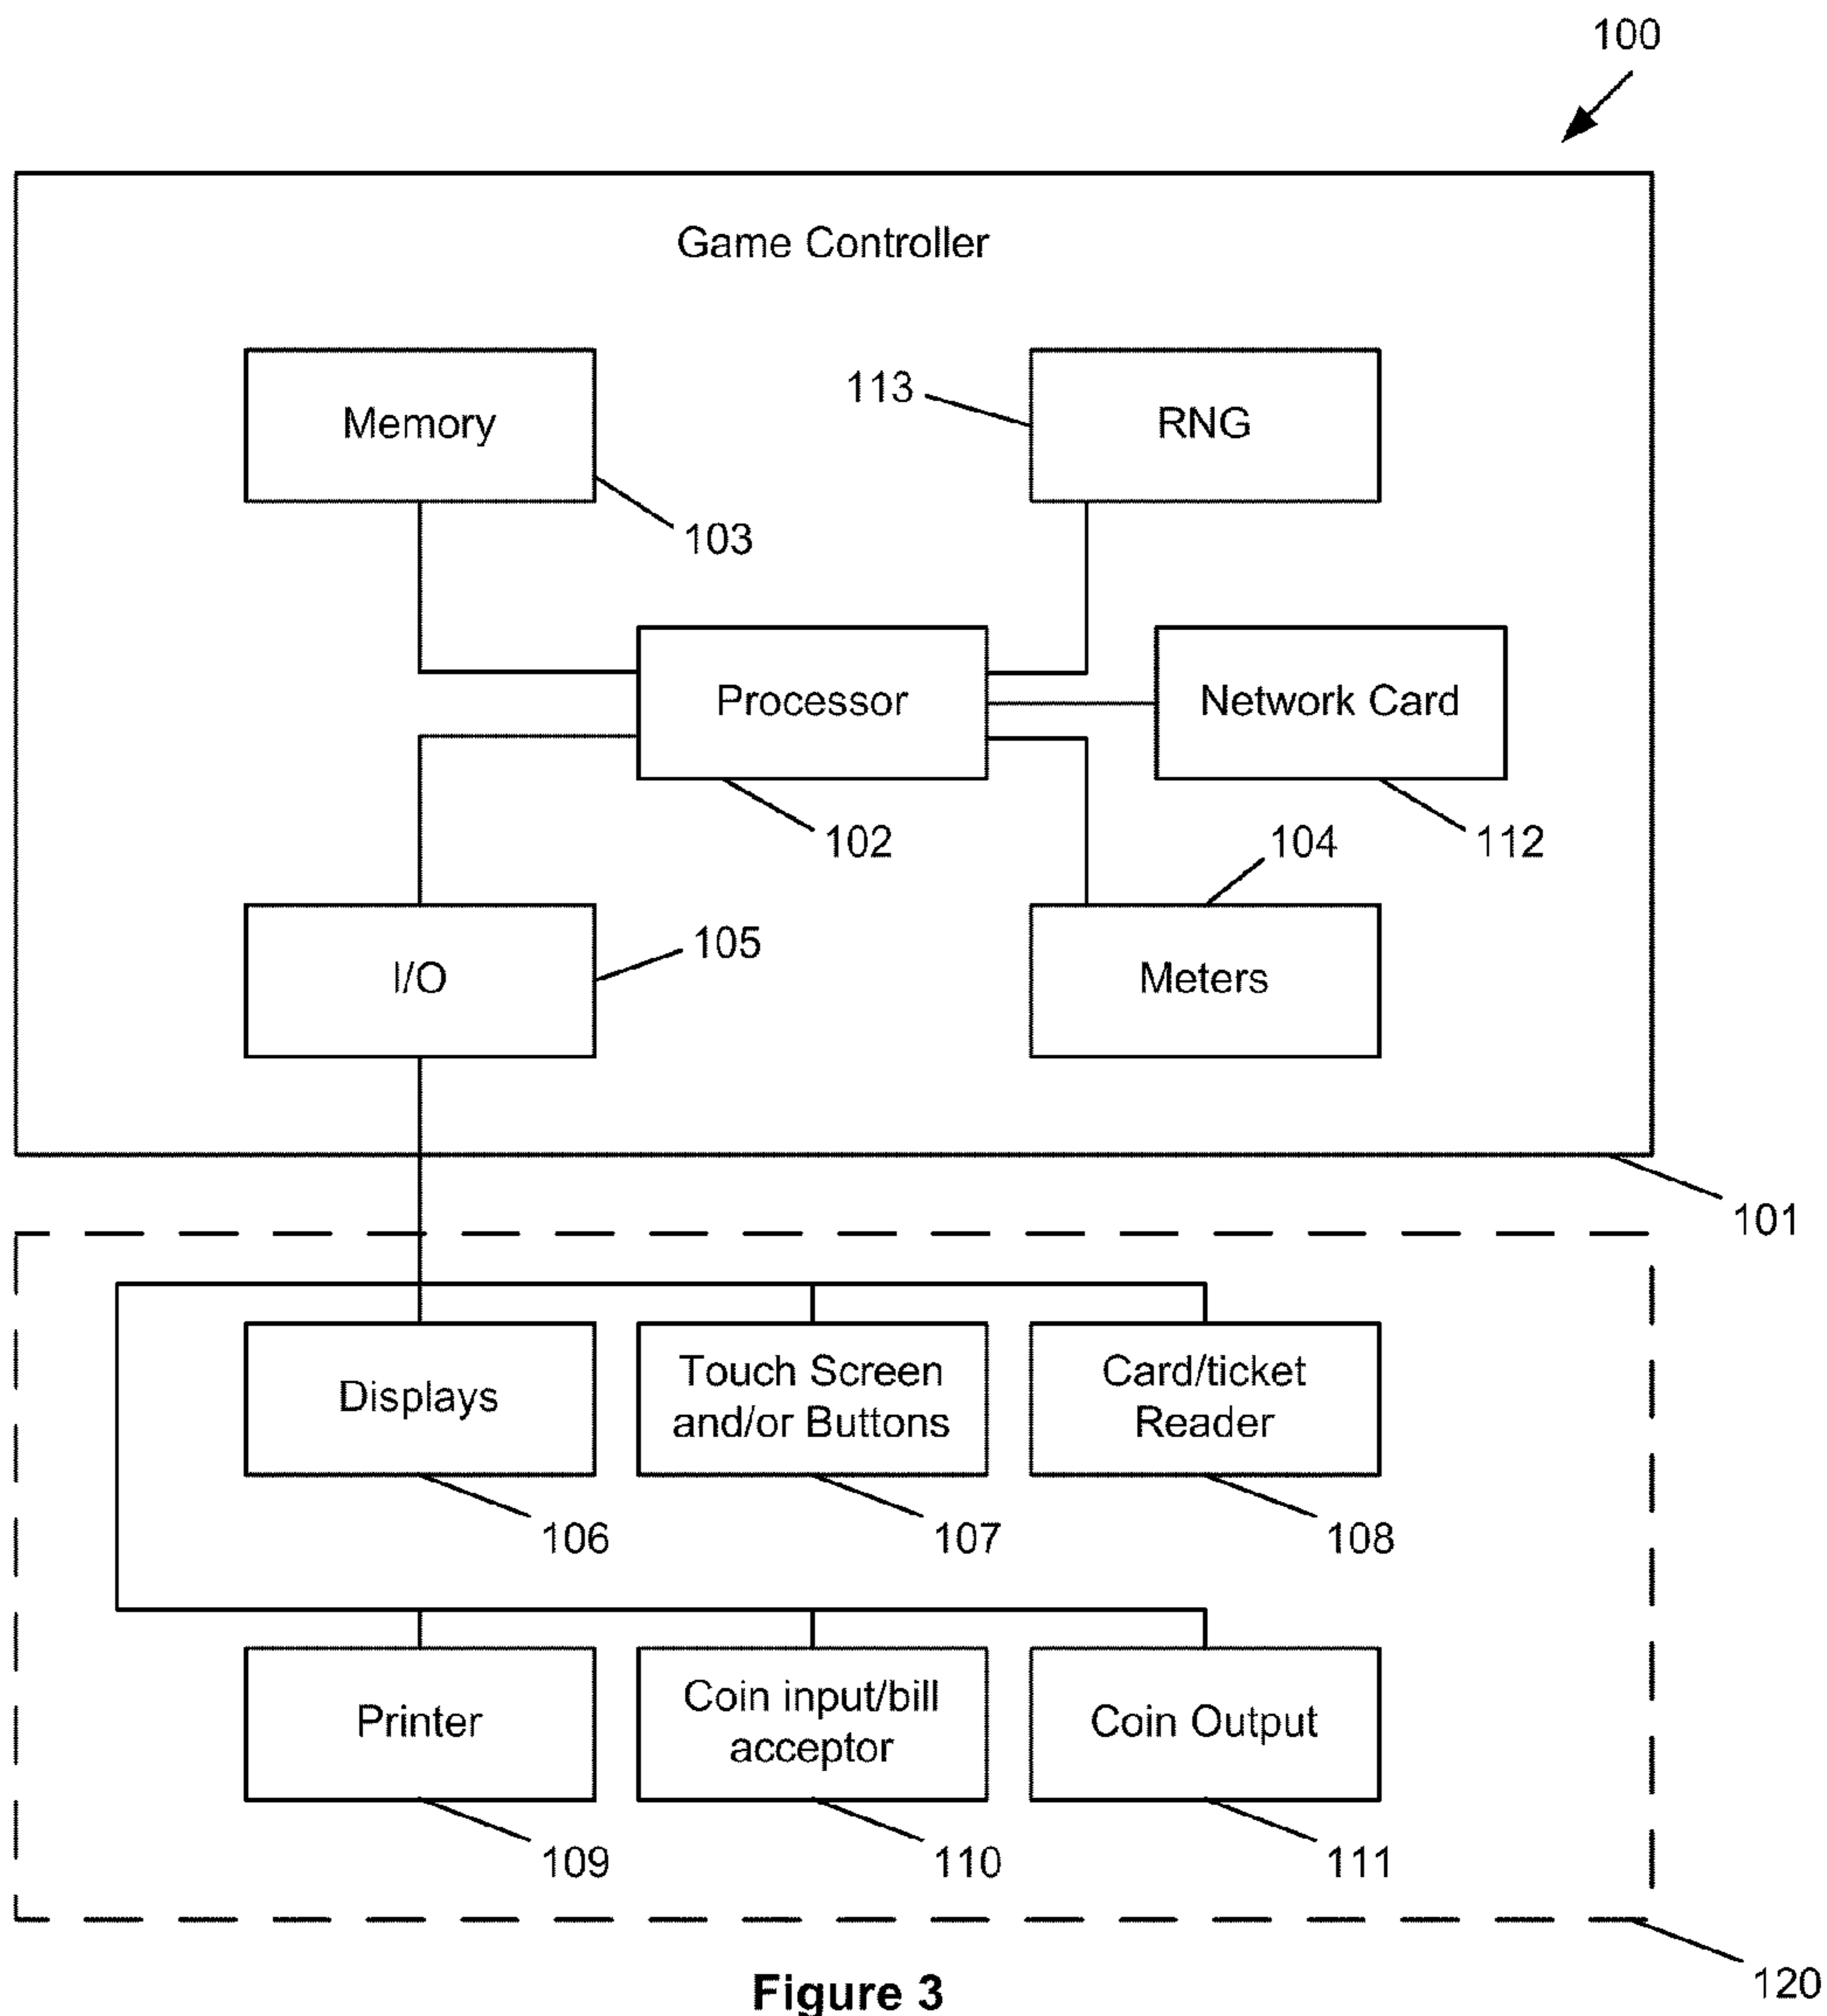 100
Game Controller
Memory
113
RNG
103
Processor
Network Card
102
104
112
I/O
105
Meters
101
Displays
Touch Screen
and/or Buttons
Card/ticket
Reader
106
107
108
Printer
Coin input/bill
acceptor
Coin Output
109
110
111
120
Figure 3